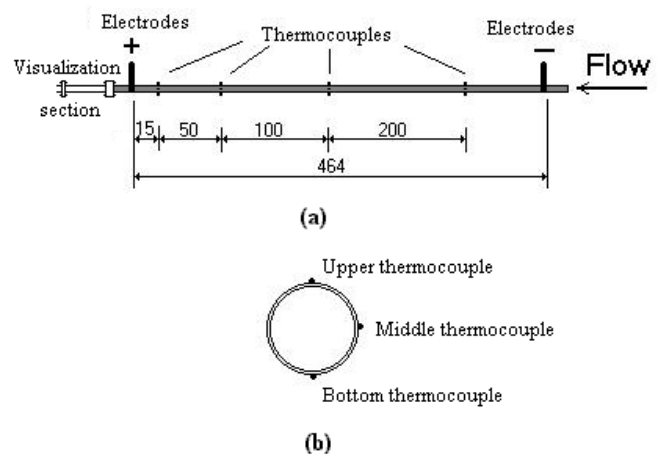 Electrodes
+
Thermocouples
Electrodes
−
Visualization
section
Flow
15
50
100
200
464
(a)
Upper thermocouple
Middle thermocouple
Bottom thermocouple
(b)